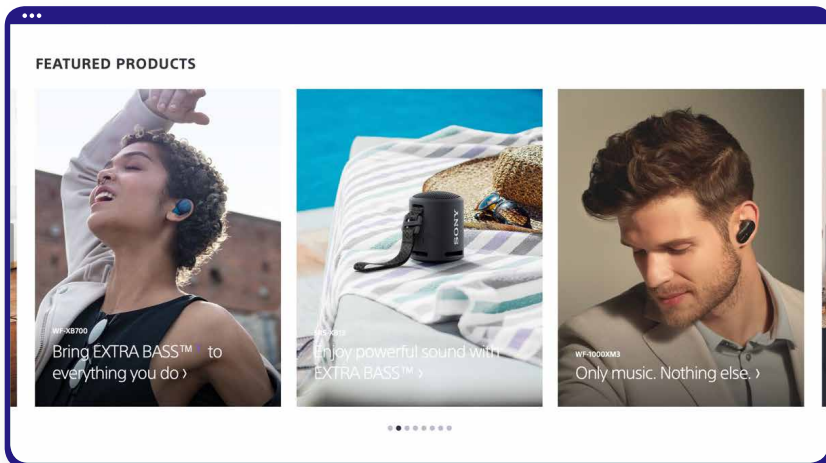 FEATURED PRODUCTS
SONY
WF-XB700
Bring EXTRA BASS™ to
everything you do ›
Enjoy powerful sound with
EXTRA BASS™ ›
WF-1000XM3
Only music. Nothing else. ›